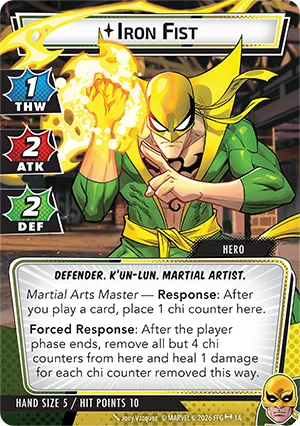 Iron Fist
1
THW
2
ATK
2
DEF
HERO
DEFENDER. K'UN-LUN. MARTIAL ARTIST.
Martial Arts Master — Response: After
you play a card, place 1 chi counter here.
Forced Response: After the player
phase ends, remove all but 4 chi
counters from here and heal 1 damage
for each chi counter removed this way.
HAND SIZE 5 / HIT POINTS 10
Joey Vazquez © MARVEL © 2026 FFG 1A